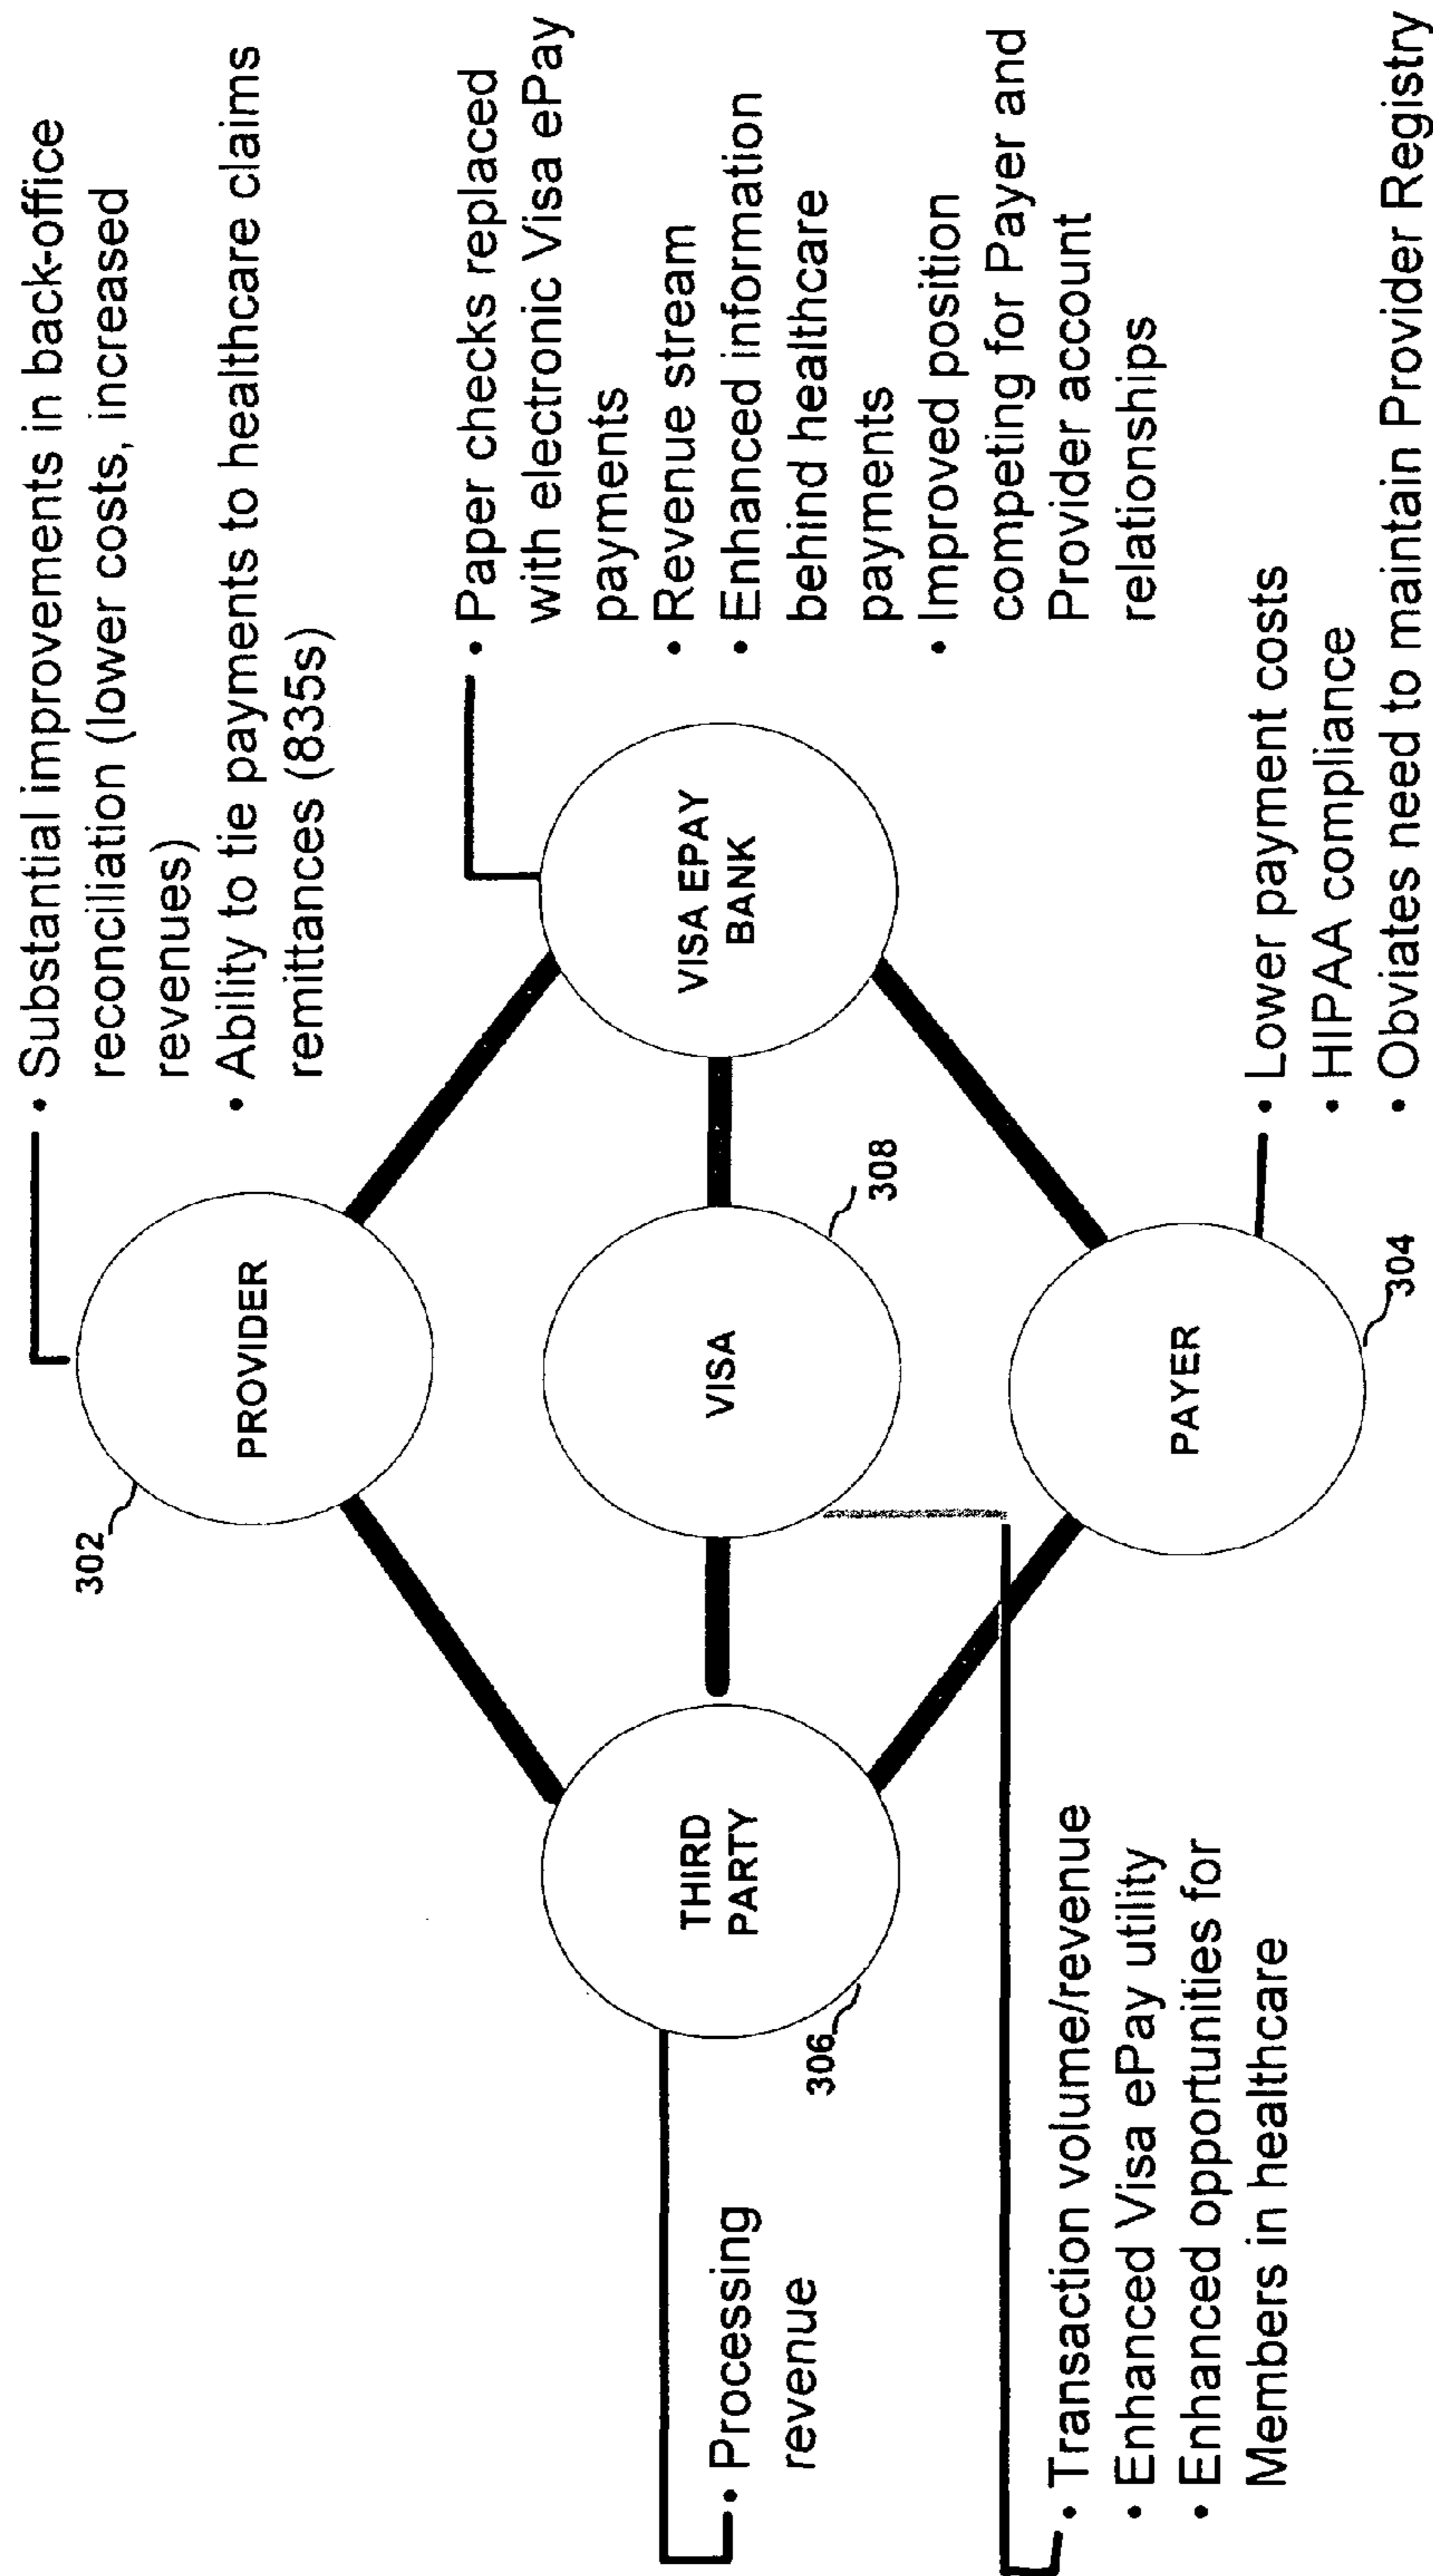 • Substantial improvements in back-office
reconciliation (lower costs, increased
revenues)
• Ability to tie payments to healthcare claims
remittances (835s)
302
PROVIDER
• Paper checks replaced
with electronic Visa ePay
payments
• Revenue stream
• Enhanced information
behind healthcare
payments
• Improved position
competing for Payer and
Provider account
relationships
• Processing
revenue
THIRD
PARTY
306
VISA
308
VISA EPAY
BANK
• Transaction volume/revenue
• Enhanced Visa ePay utility
• Enhanced opportunities for
Members in healthcare
PAYER
304
• Lower payment costs
• HIPAA compliance
• Obviates need to maintain Provider Registry